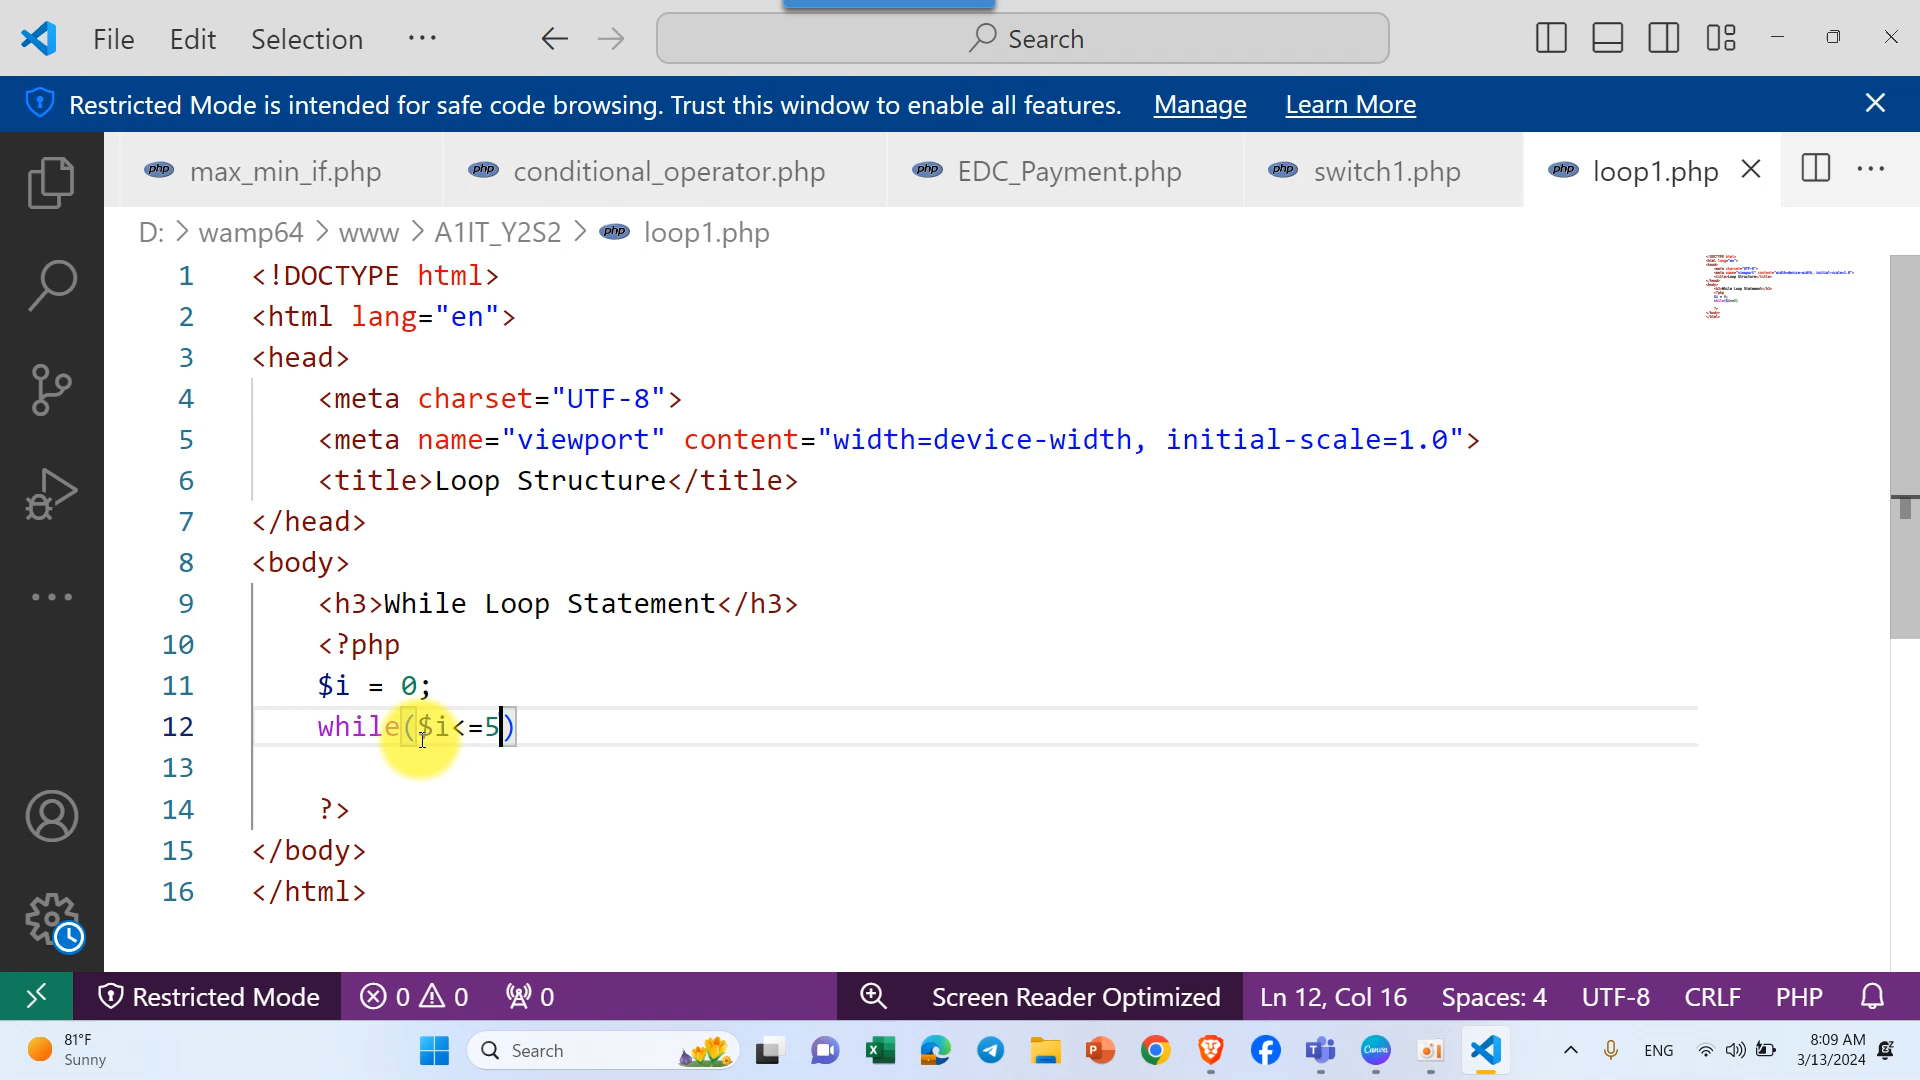 File Edit Selection ··· Search
Restricted Mode is intended for safe code browsing. Trust this window to enable all features. Manage Learn More
php max_min_if.php php conditional_operator.php php EDC_Payment.php php switch1.php php loop1.php
D: > wamp64 > www > A1IT_Y2S2 > php loop1.php
1 <!DOCTYPE html>
2 <html lang="en">
3 <head>
4 <meta charset="UTF-8">
5 <meta name="viewport" content="width=device-width, initial-scale=1.0">
6 <title>Loop Structure</title>
7 </head>
8 <body>
9 <h3>While Loop Statement</h3>
10 <?php
11 $i = 0;
12 while($i<=5)
13
14 ?>
15 </body>
16 </html>
Restricted Mode 0 0 0 Screen Reader Optimized Ln 12, Col 16 Spaces: 4 UTF-8 CRLF PHP
81°F
Sunny
Search
ENG
8:09 AM
3/13/2024